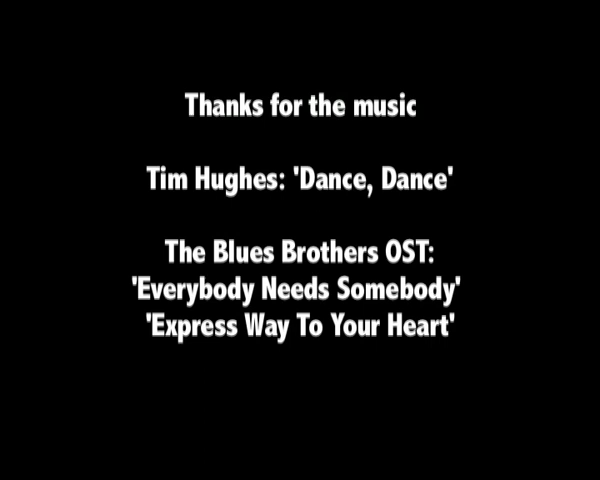 Thanks for the music
Tim Hughes: 'Dance, Dance'
The Blues Brothers OST:
'Everybody Needs Somebody'
'Express Way To Your Heart'